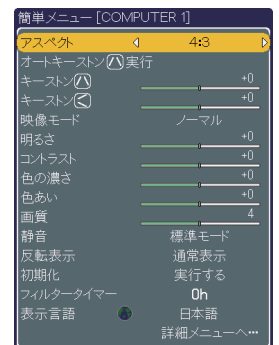 簡単メニュー [COMPUTER 1]
アスペクト 4:3
オートキーストン 実行
キーストン +0
キーストン +0
映像モード ノーマル
明るさ +0
コントラスト +0
色の濃さ +0
色あい +0
画質 4
静音 標準モード
反転表示 通常表示
初期化 実行する
フィルタータイマー 0h
表示言語 日本語
詳細メニューへ…